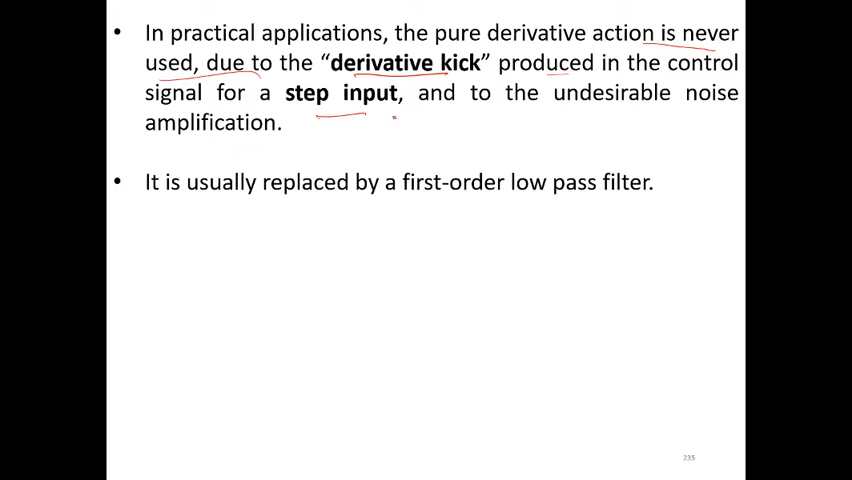 • In practical applications, the pure derivative action is never
used, due to the “derivative kick” produced in the control
signal for a step input, and to the undesirable noise
amplification.
• It is usually replaced by a first-order low pass filter.
235